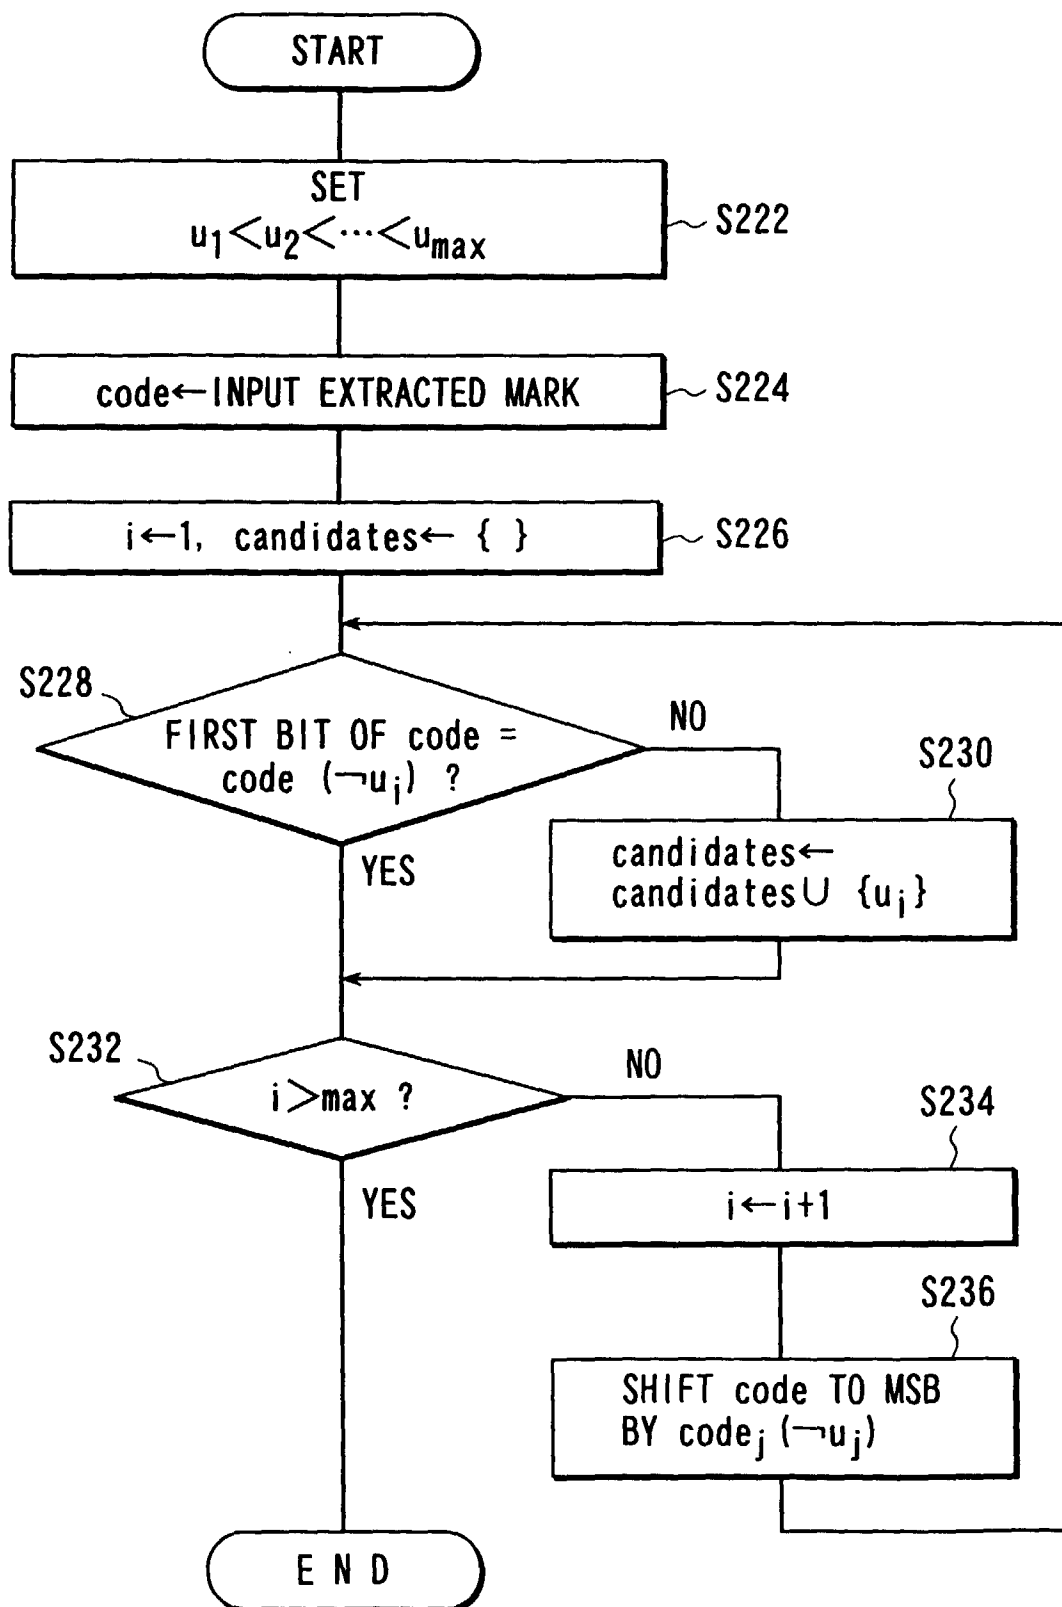 START
SET
u1<u2<···<umax
S222
code←INPUT EXTRACTED MARK
S224
i←1, candidates← { }
S226
S228
FIRST BIT OF code =
code (¬ui) ?
NO
YES
S230
candidates←
candidates∪ {ui}
S232
i>max ?
NO
YES
S234
i←i+1
S236
SHIFT code TO MSB
BY codej (¬uj)
E N D